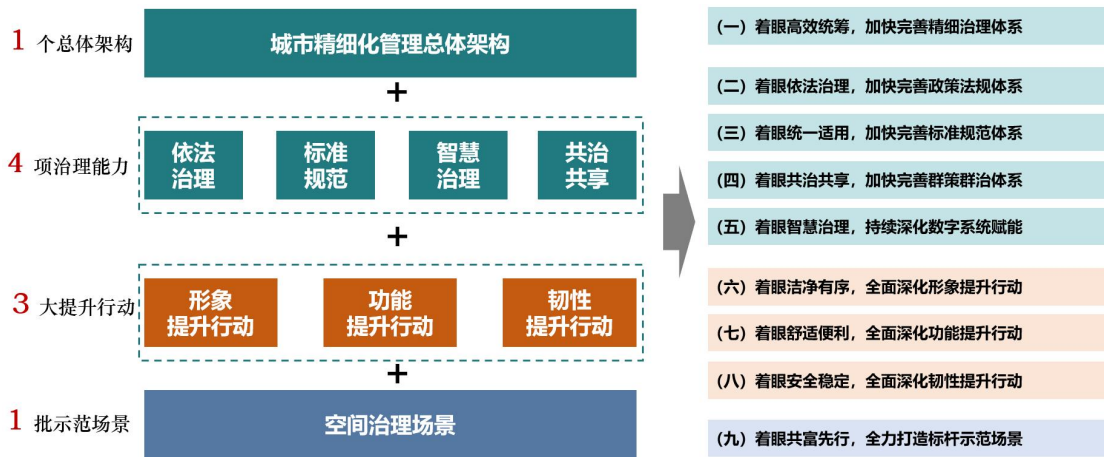 1 个总体架构
城市精细化管理总体架构
+
4 项治理能力
依法
治理
标准
规范
智慧
治理
共治
共享
+
3 大提升行动
形象
提升行动
功能
提升行动
韧性
提升行动
+
1 批示范场景
空间治理场景
(一) 着眼高效统筹，加快完善精细治理体系
(二) 着眼依法治理，加快完善政策法规体系
(三) 着眼统一适用，加快完善标准规范体系
(四) 着眼共治共享，加快完善群策群治体系
(五) 着眼智慧治理，持续深化数字系统赋能
(六) 着眼洁净有序，全面深化形象提升行动
(七) 着眼舒适便利，全面深化功能提升行动
(八) 着眼安全稳定，全面深化韧性提升行动
(九) 着眼共富先行，全力打造标杆示范场景